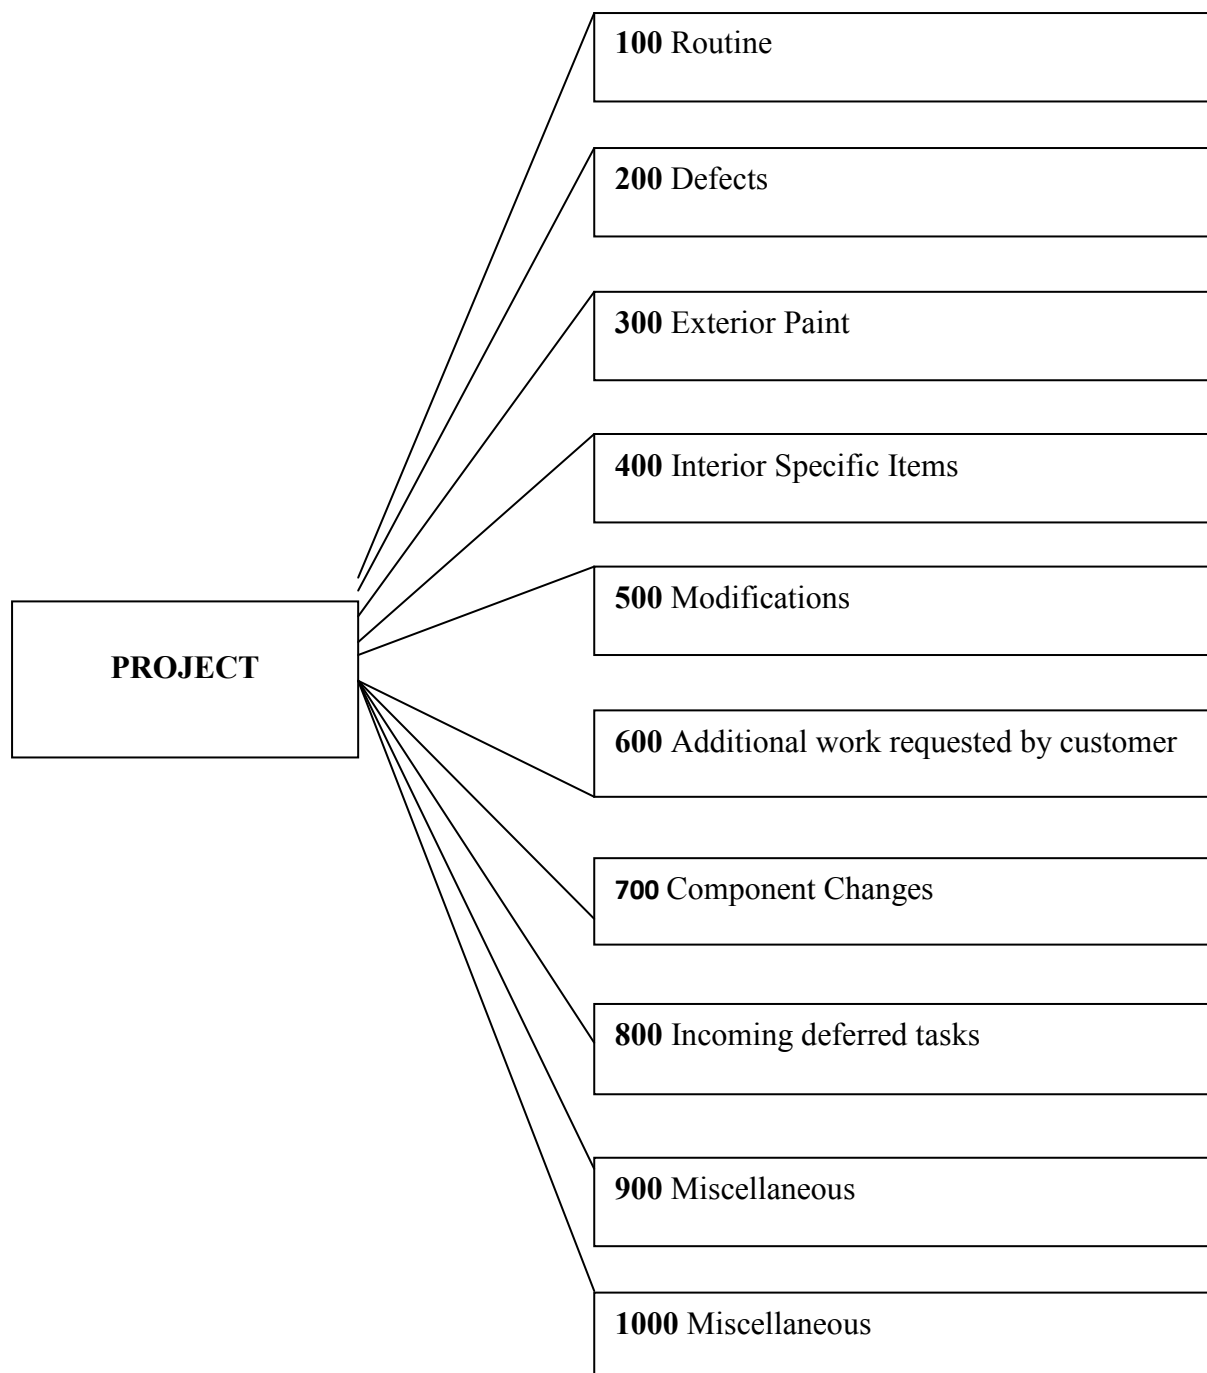 100 Routine
200 Defects
300 Exterior Paint
400 Interior Specific Items
500 Modifications
PROJECT
600 Additional work requested by customer
700 Component Changes
800 Incoming deferred tasks
900 Miscellaneous
1000 Miscellaneous